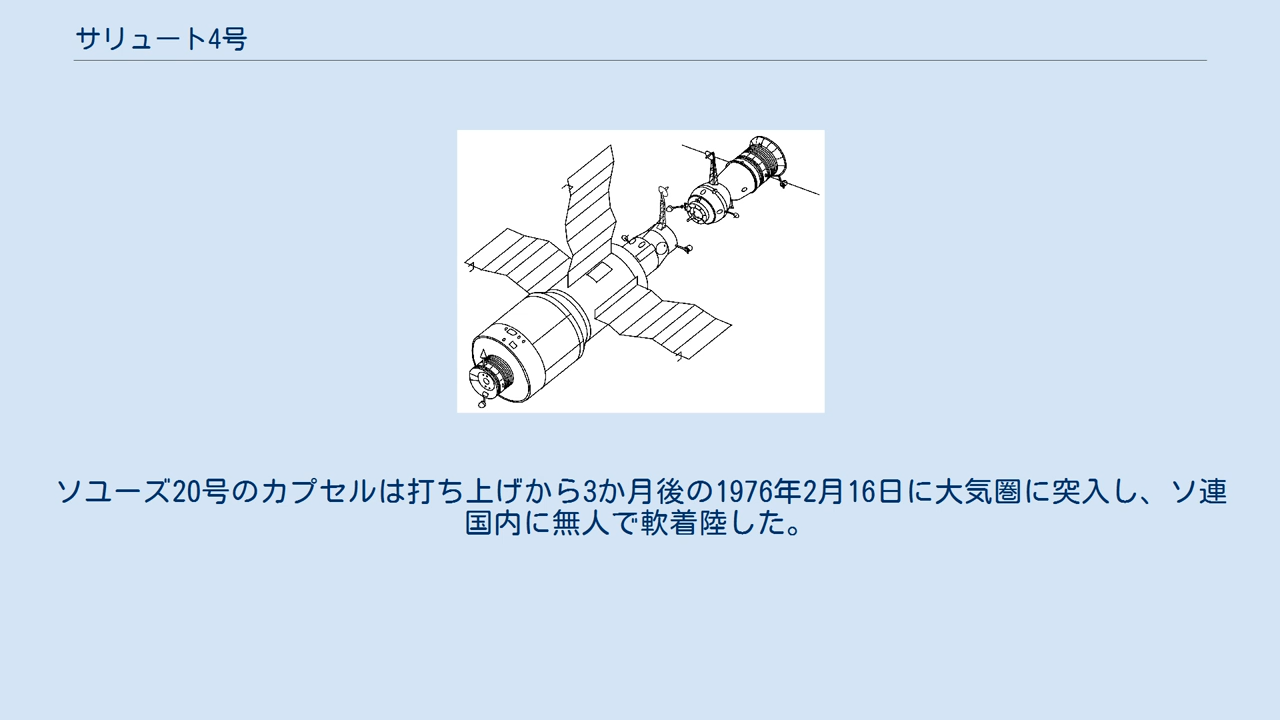 サリュート4号
ソユーズ20号のカプセルは打ち上げから3か月後の1976年2月16日に大気圏に突入し、ソ連
国内に無人で軟着陸した。